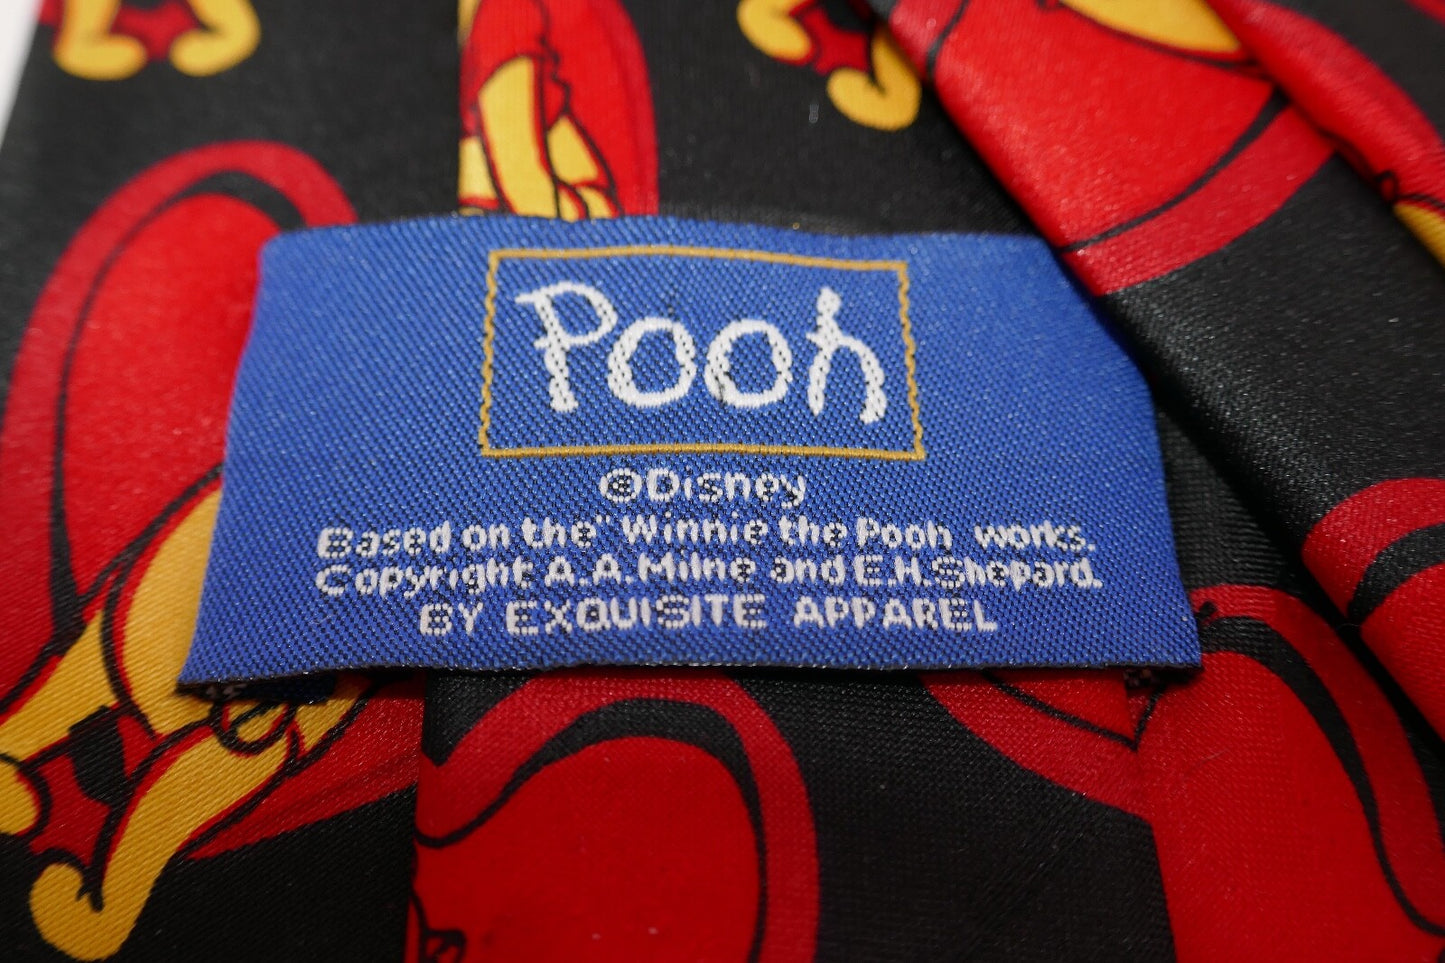 Pooh
©Disney
Based on the "Winnie the Pooh works.
Copyright A.A. Milne and E.H. Shepard.
BY EXQUISITE APPAREL